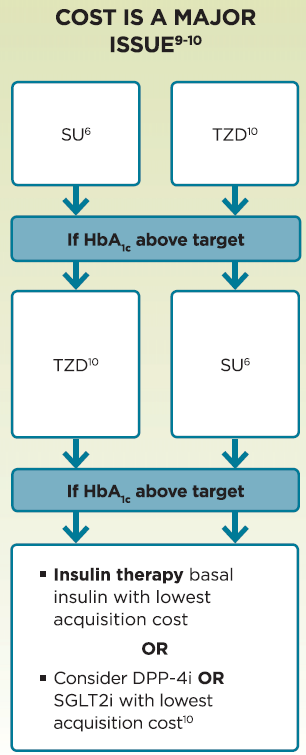 COST IS A MAJOR
ISSUE⁹⁻¹⁰
SU⁶
TZD¹⁰
If HbA₁c above target
TZD¹⁰
SU⁶
If HbA₁c above target
▪ Insulin therapy basal
insulin with lowest
acquisition cost
OR
▪ Consider DPP-4i OR
SGLT2i with lowest
acquisition cost¹⁰